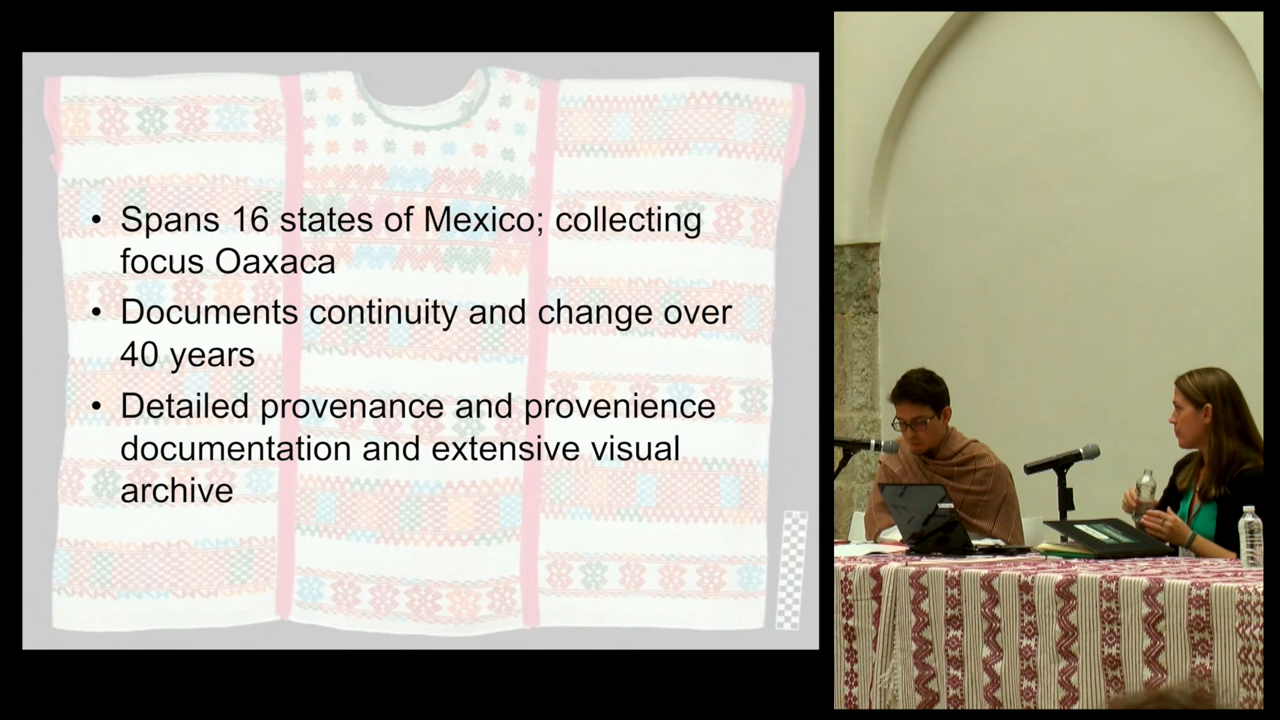 • Spans 16 states of Mexico; collecting
focus Oaxaca
• Documents continuity and change over
40 years
• Detailed provenance and provenience
documentation and extensive visual
archive